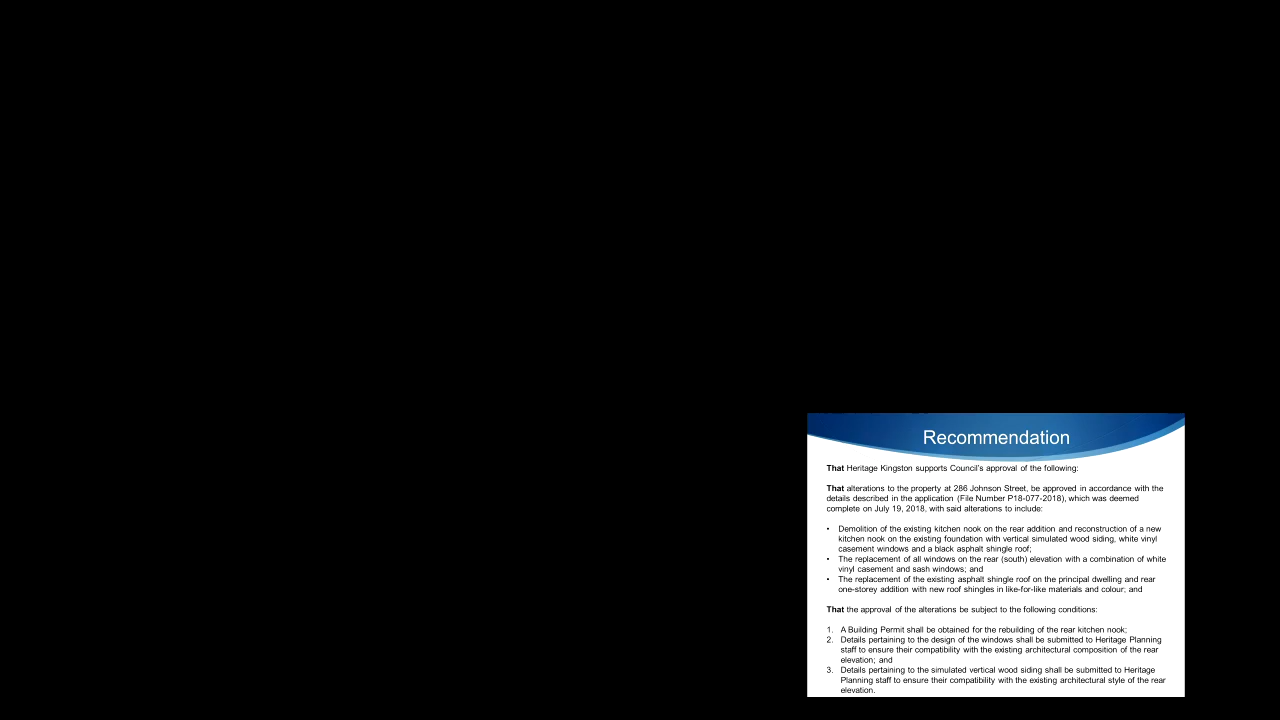 Recommendation
That Heritage Kingston supports Council's approval of the following:
That alterations to the property at 286 Johnson Street, be approved in accordance with the
details described in the application (File Number P18-077-2018), which was deemed
complete on July 19, 2018, with said alterations to include:
• Demolition of the existing kitchen nook on the rear addition and reconstruction of a new
kitchen nook on the existing foundation with vertical simulated wood siding, white vinyl
casement windows and a black asphalt shingle roof;
• The replacement of all windows on the rear (south) elevation with a combination of white
vinyl casement and sash windows; and
• The replacement of the existing asphalt shingle roof on the principal dwelling and rear
one-storey addition with new roof shingles in like-for-like materials and colour; and
That the approval of the alterations be subject to the following conditions:
1. A Building Permit shall be obtained for the rebuilding of the rear kitchen nook;
2. Details pertaining to the design of the windows shall be submitted to Heritage Planning
staff to ensure their compatibility with the existing architectural composition of the rear
elevation; and
3. Details pertaining to the simulated vertical wood siding shall be submitted to Heritage
Planning staff to ensure their compatibility with the existing architectural style of the rear
elevation.